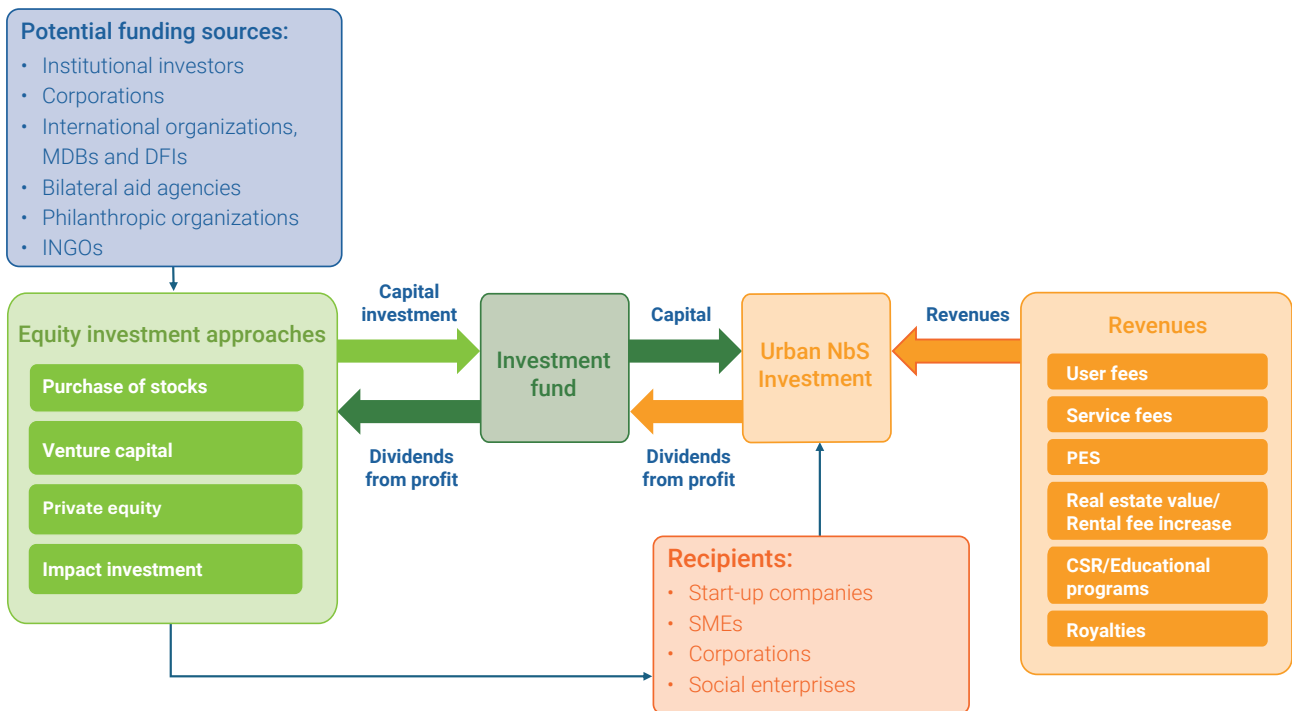 Potential funding sources:
• Institutional investors
• Corporations
• International organizations,
MDBs and DFIs
• Bilateral aid agencies
• Philanthropic organizations
• INGOs
Equity investment approaches
Purchase of stocks
Venture capital
Private equity
Impact investment
Capital
investment
Dividends
from profit
Investment
fund
Capital
Dividends
from profit
Urban NbS
Investment
Revenues
Revenues
User fees
Service fees
PES
Real estate value/
Rental fee increase
CSR/Educational
programs
Royalties
Recipients:
• Start-up companies
• SMEs
• Corporations
• Social enterprises